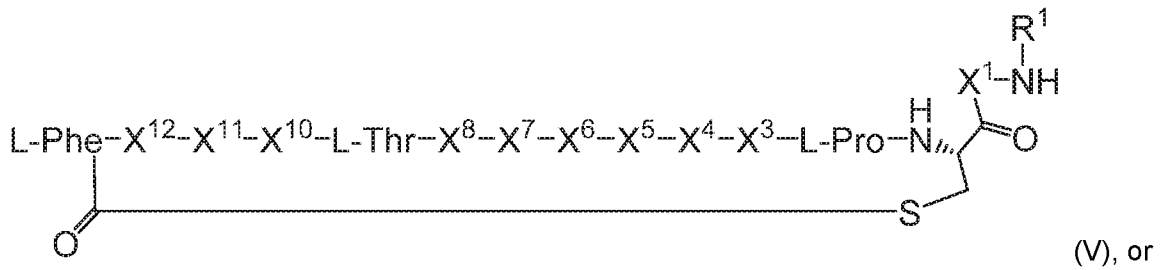 R¹
X¹–NH
L-Phe–X¹²–X¹¹–X¹⁰–L-Thr–X⁸–X⁷–X⁶–X⁵–X⁴–X³–L-Pro–N
H
O
S
O
(V), or